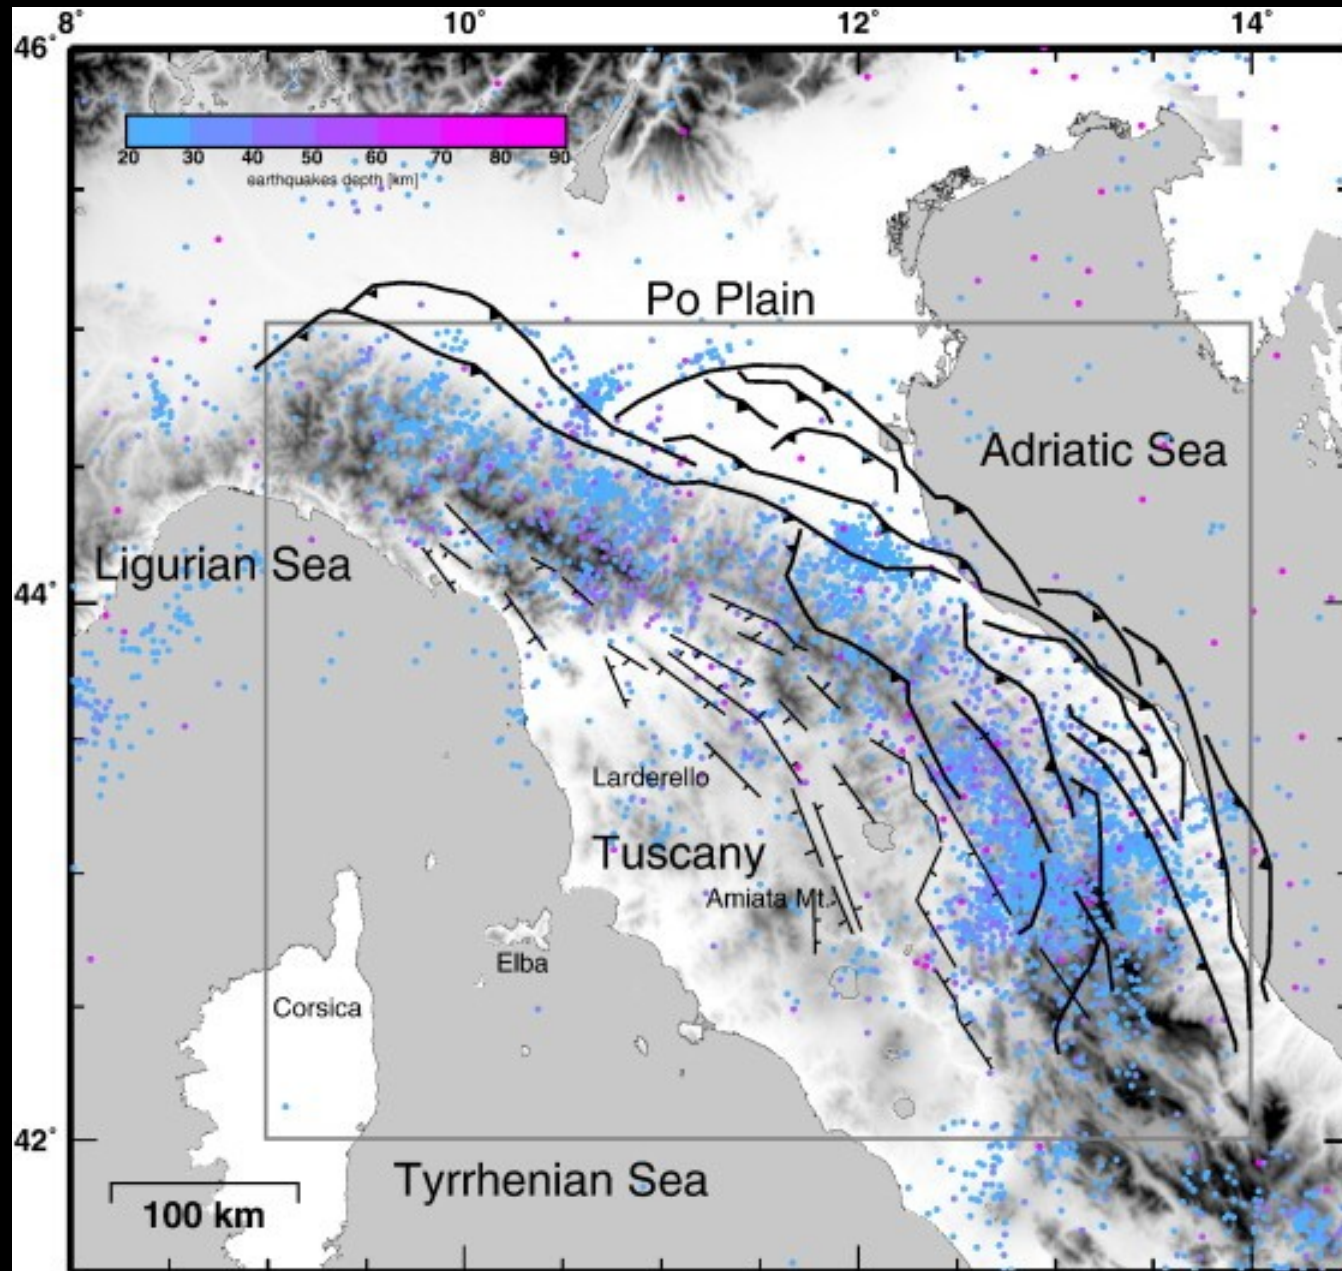 8° 10° 12° 14°
46°
20 30 40 50 60 70 80 90
earthquakes depth [km]
Po Plain
Adriatic Sea
Ligurian Sea
44°
Larderello
Tuscany
Amiata Mt.
Elba
Corsica
42°
Tyrrhenian Sea
100 km